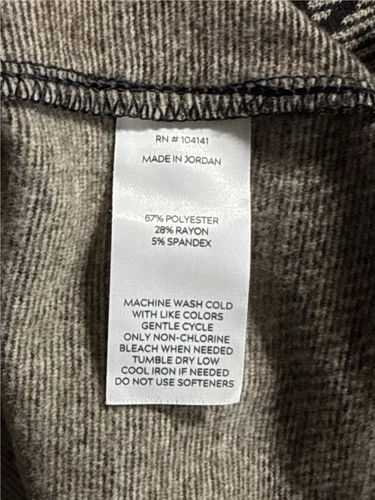 RN # 104141
MADE IN JORDAN
67% POLYESTER
28% RAYON
5% SPANDEX
MACHINE WASH COLD
WITH LIKE COLORS
GENTLE CYCLE
ONLY NON-CHLORINE
BLEACH WHEN NEEDED
TUMBLE DRY LOW
COOL IRON IF NEEDED
DO NOT USE SOFTENERS